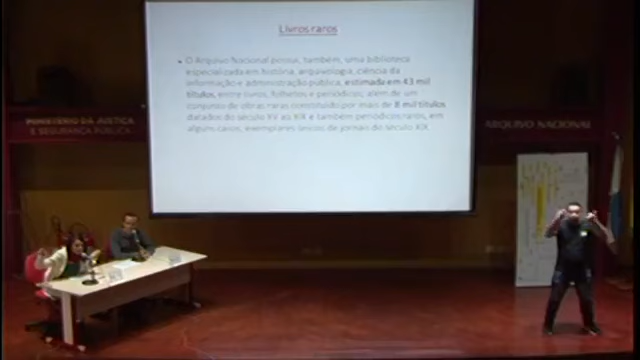 Livros raros
O Arquivo Nacional possui, também, uma biblioteca
especializada em história, arquivologia, ciência da
informação e administração pública, estimada em 43 mil
títulos, entre livros, folhetos e periódicos; além de um
conjunto de obras raras constituído por mais de 8 mil títulos,
datados do século XV ao XIX e também periódicos raros, em
alguns casos, exemplares únicos de jornais do século XIX.
MINISTÉRIO DA JUSTIÇA
E SEGURANÇA PÚBLICA
ARQUIVO NACIONAL